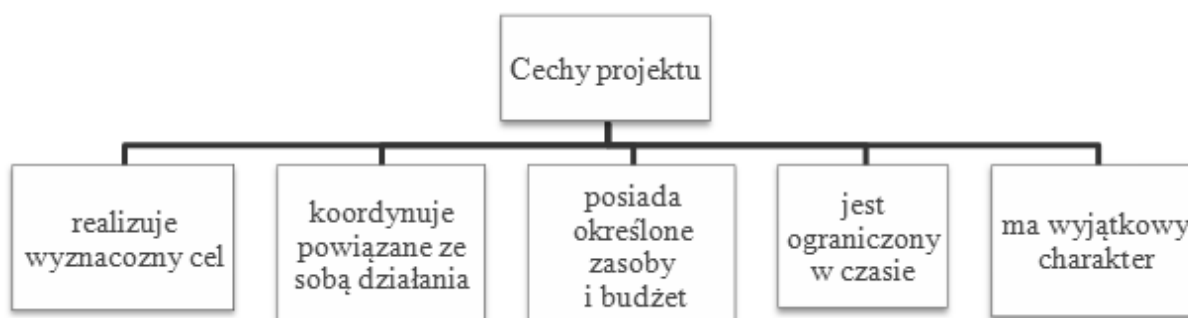 Cechy projektu
realizuje
wyznacozny cel
koordynuje
powiązane ze
sobą działania
posiada
określone
zasoby
i budżet
jest
ograniczony
w czasie
ma wyjątkowy
charakter